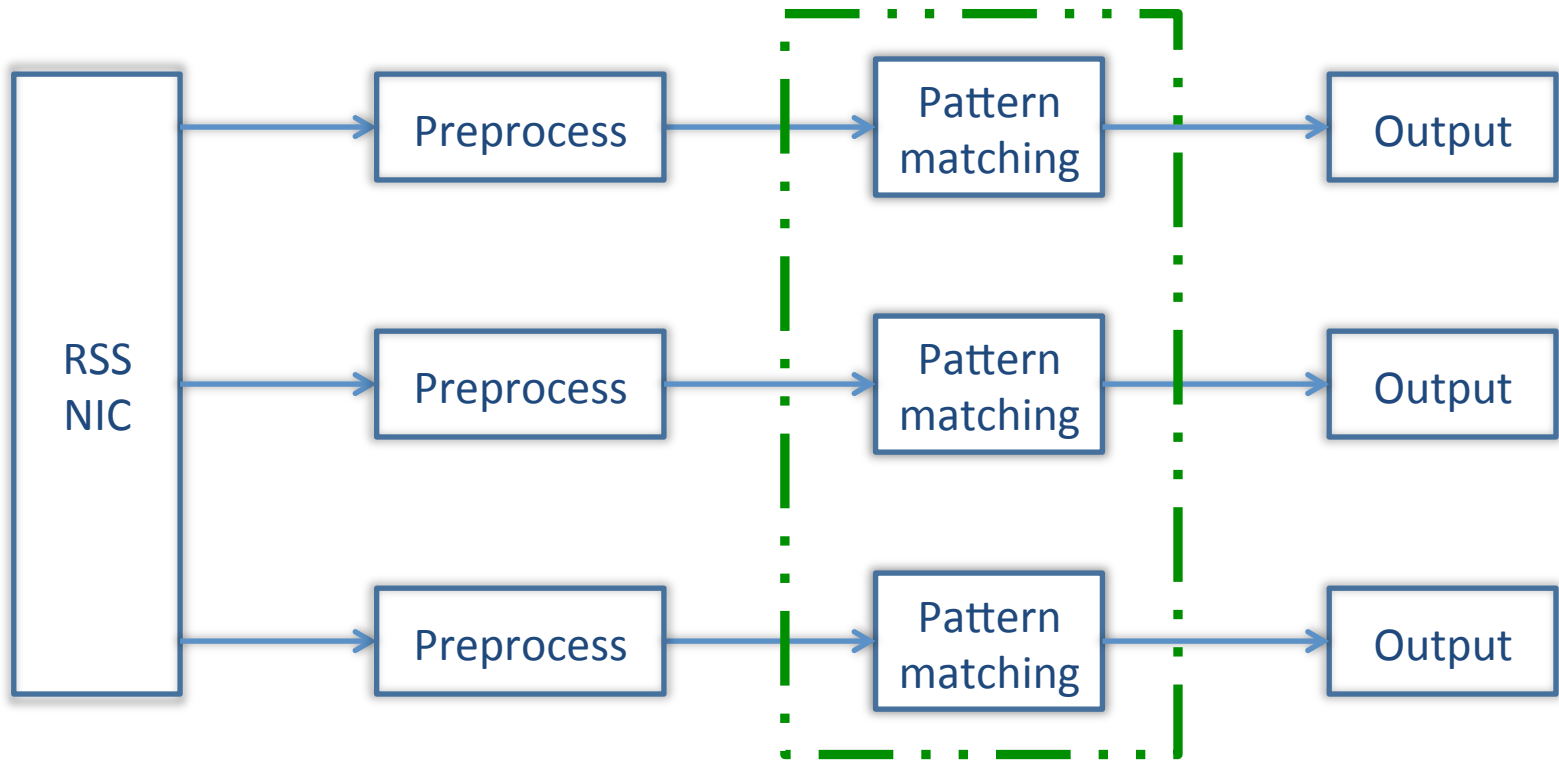 RSS
NIC
Preprocess
Pattern
matching
Output
Preprocess
Pattern
matching
Output
Preprocess
Pattern
matching
Output